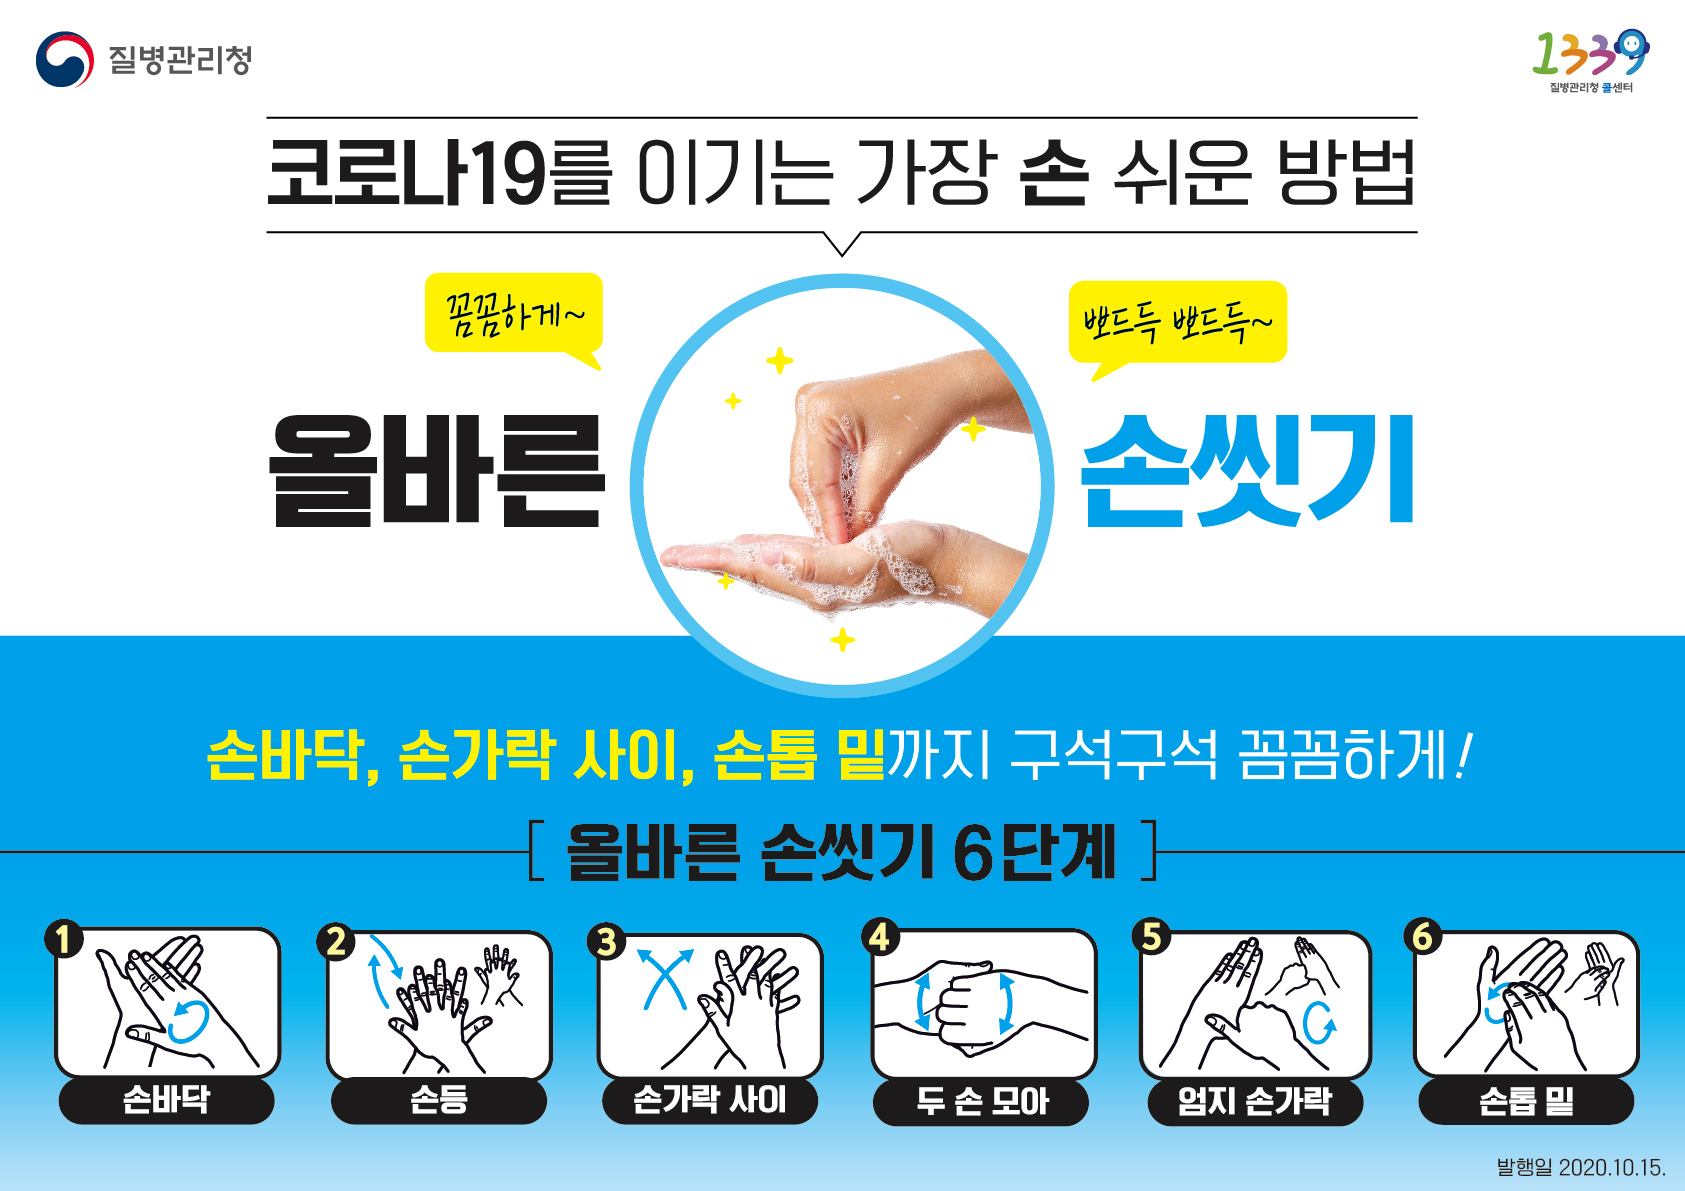 질병관리청
1339
질병관리청 콜센터
코로나19를 이기는 가장 손 쉬운 방법
꼼꼼하게~
뽀드득 뽀드득~
올바른 손씻기
손바닥, 손가락 사이, 손톱 밑까지 구석구석 꼼꼼하게!
[ 올바른 손씻기 6단계 ]
1
손바닥
2
손등
3
손가락 사이
4
두 손 모아
5
엄지 손가락
6
손톱 밑
발행일 2020.10.15.